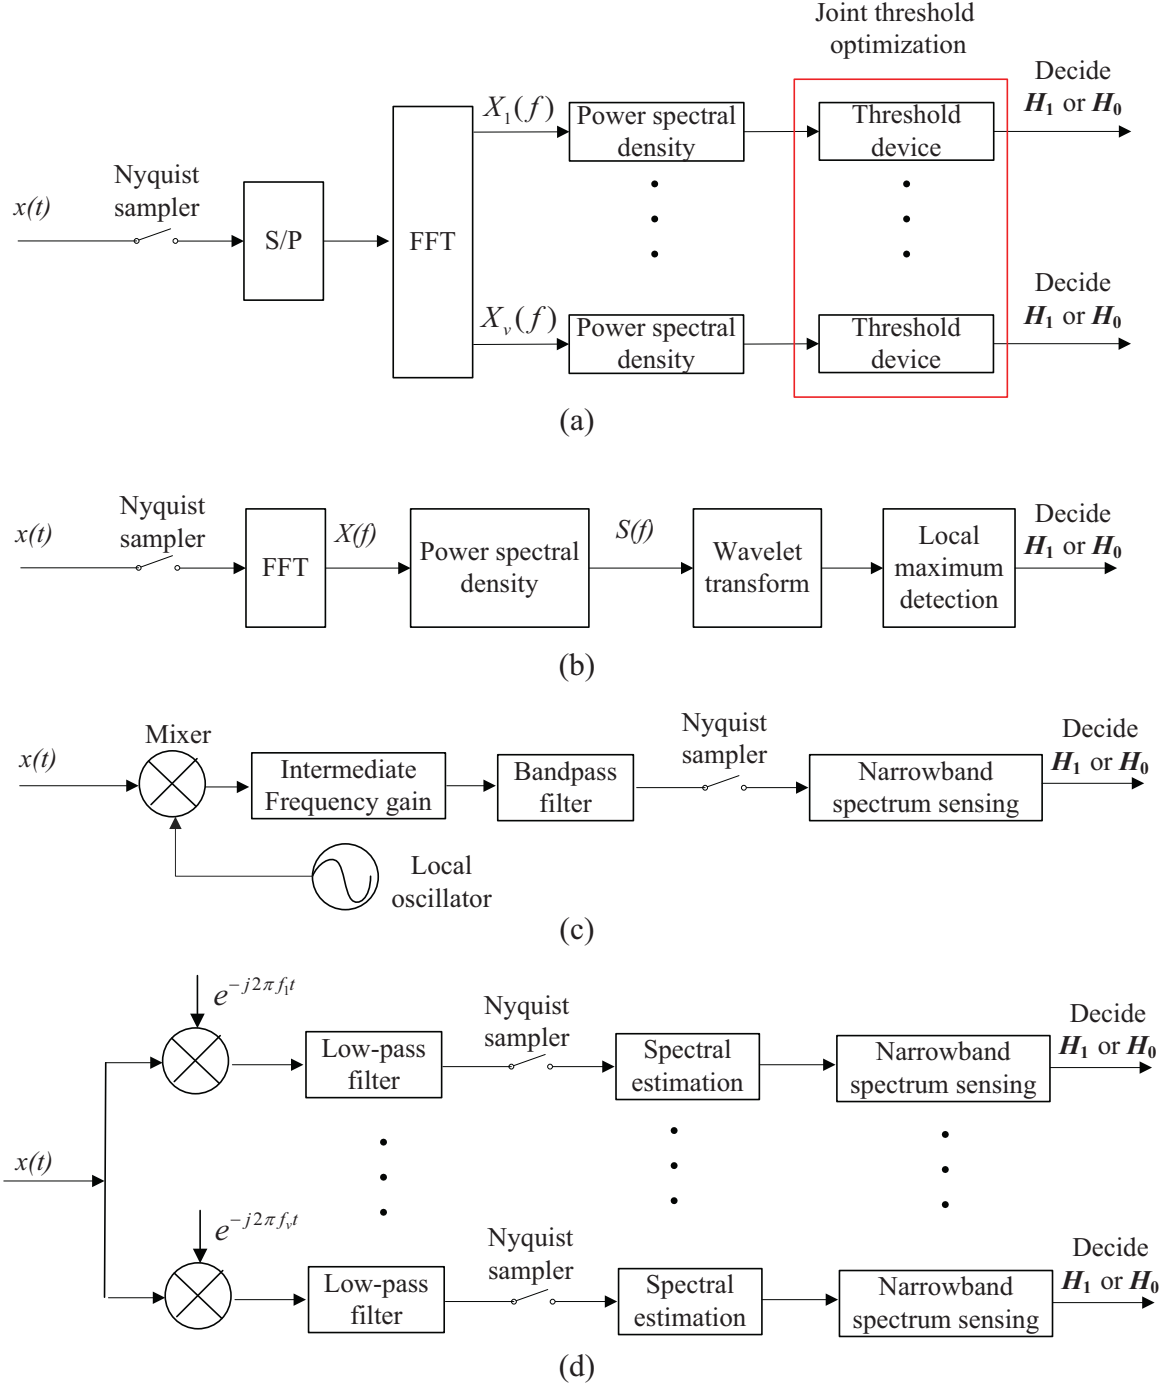 Joint threshold
optimization
Decide
H₁ or H₀
X₁(f)
Power spectral
density
Threshold
device
Nyquist
sampler
x(t)
S/P
FFT
Decide
H₁ or H₀
Xᵥ(f)
Power spectral
density
Threshold
device
(a)
Nyquist
sampler
x(t)
FFT
X(f)
Power spectral
density
S(f)
Wavelet
transform
Local
maximum
detection
Decide
H₁ or H₀
(b)
Mixer
x(t)
Intermediate
Frequency gain
Bandpass
filter
Nyquist
sampler
Narrowband
spectrum sensing
Decide
H₁ or H₀
Local
oscillator
(c)
e^{-j2πf₁t}
Low-pass
filter
Nyquist
sampler
Spectral
estimation
Narrowband
spectrum sensing
Decide
H₁ or H₀
x(t)
e^{-j2πfᵥt}
Low-pass
filter
Nyquist
sampler
Spectral
estimation
Narrowband
spectrum sensing
Decide
H₁ or H₀
(d)